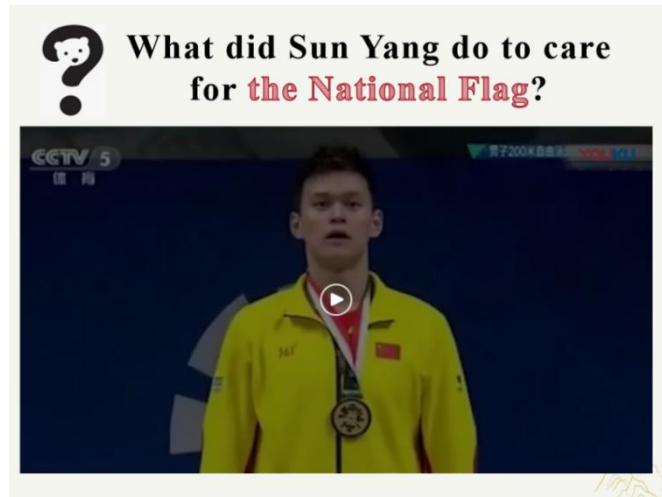 What did Sun Yang do to care
for the National Flag?
CCTV 5
体育
男子200米自由泳
YOUKU
361°